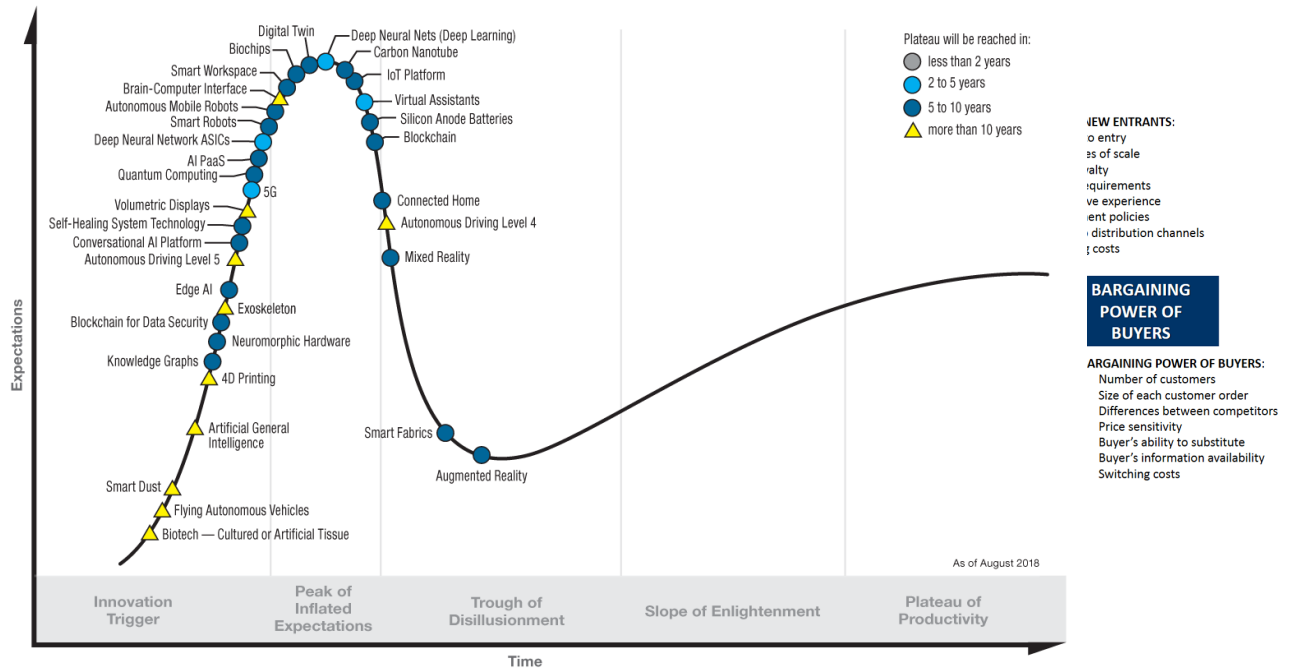 Digital Twin
Deep Neural Nets (Deep Learning)
Biochips
Carbon Nanotube
Smart Workspace
IoT Platform
Brain-Computer Interface
Virtual Assistants
Autonomous Mobile Robots
Silicon Anode Batteries
Smart Robots
Blockchain
Deep Neural Network ASICs
AI PaaS
Quantum Computing
5G
Connected Home
Volumetric Displays
Autonomous Driving Level 4
Self-Healing System Technology
Conversational AI Platform
Mixed Reality
Autonomous Driving Level 5
Edge AI
Exoskeleton
Blockchain for Data Security
Neuromorphic Hardware
Knowledge Graphs
4D Printing
Artificial General
Intelligence
Smart Fabrics
Augmented Reality
Smart Dust
Flying Autonomous Vehicles
Biotech — Cultured or Artificial Tissue
Plateau will be reached in:
less than 2 years
2 to 5 years
5 to 10 years
more than 10 years
As of August 2018
Expectations
Innovation
Trigger
Peak of
Inflated
Expectations
Trough of
Disillusionment
Slope of Enlightenment
Plateau of
Productivity
Time
NEW ENTRANTS:
entry
of scale
experience
policies
distribution channels
costs
BARGAINING
POWER OF
BUYERS
ARGAINING POWER OF BUYERS:
Number of customers
Size of each customer order
Differences between competitors
Price sensitivity
Buyer's ability to substitute
Buyer's information availability
Switching costs